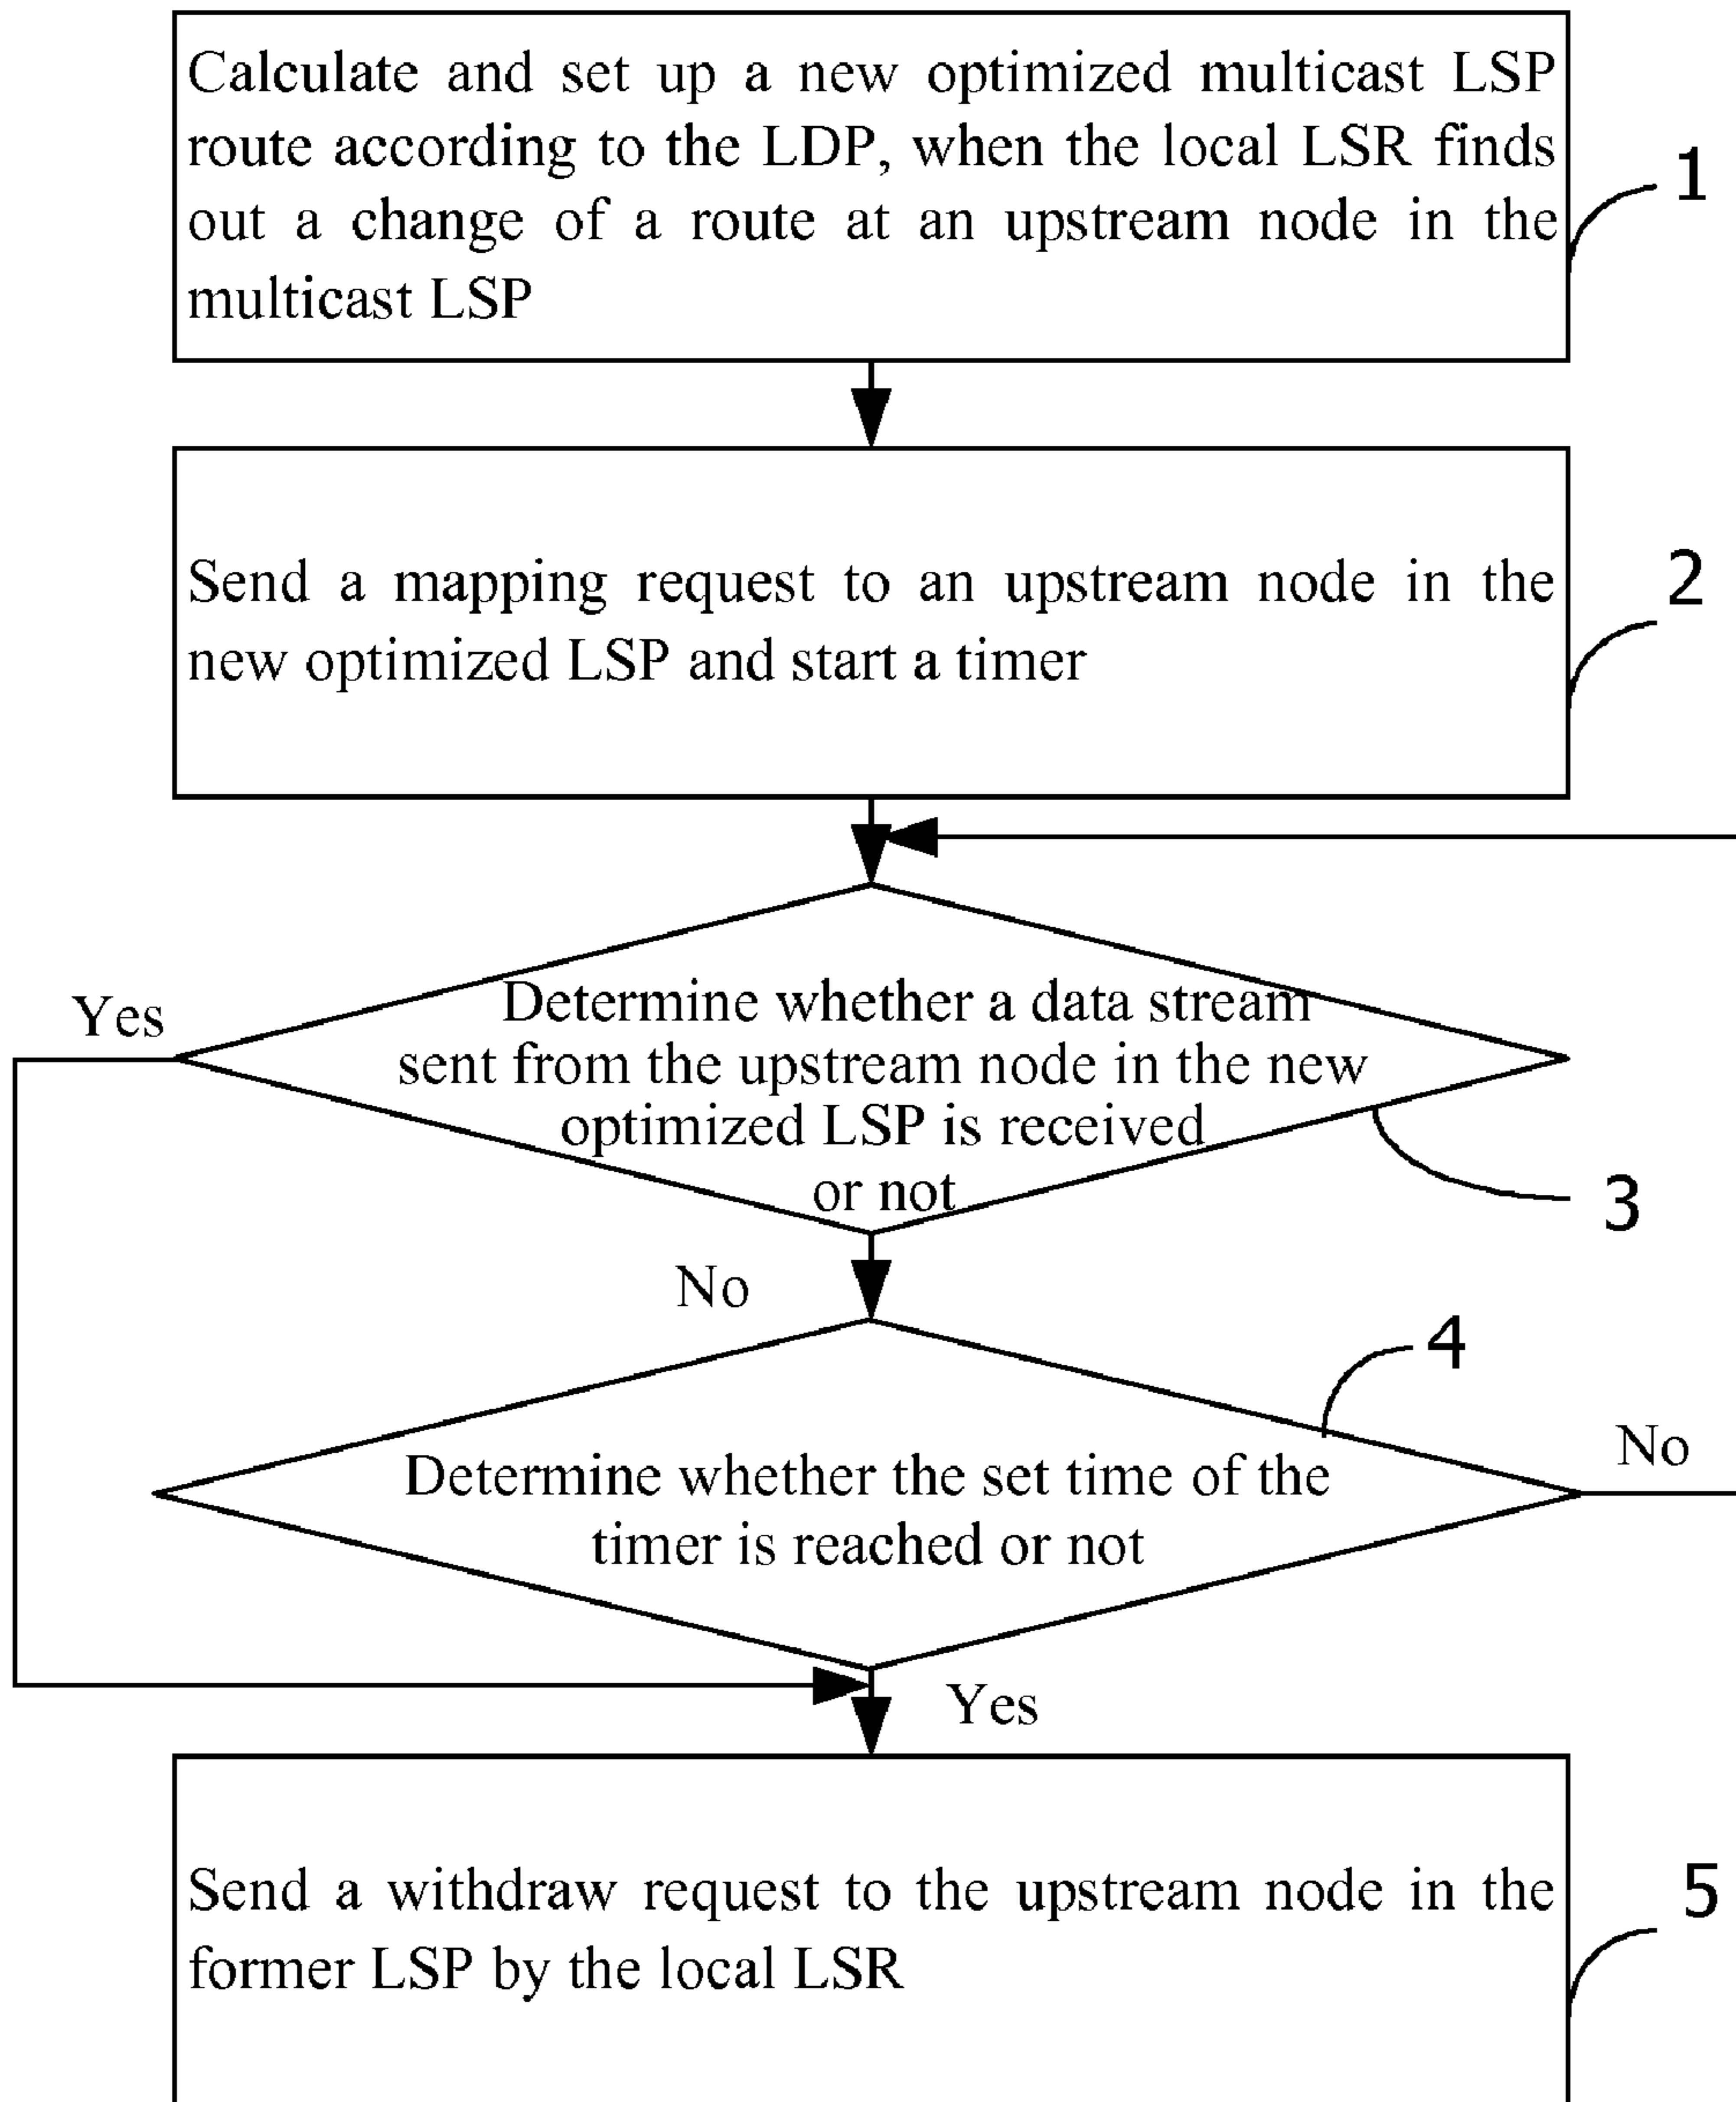 Calculate and set up a new optimized multicast LSP
route according to the LDP, when the local LSR finds
out a change of a route at an upstream node in the
multicast LSP
1
Send a mapping request to an upstream node in the
new optimized LSP and start a timer
2
Yes
Determine whether a data stream
sent from the upstream node in the new
optimized LSP is received
or not
3
No
4
Determine whether the set time of the
timer is reached or not
No
Yes
Send a withdraw request to the upstream node in the
former LSP by the local LSR
5